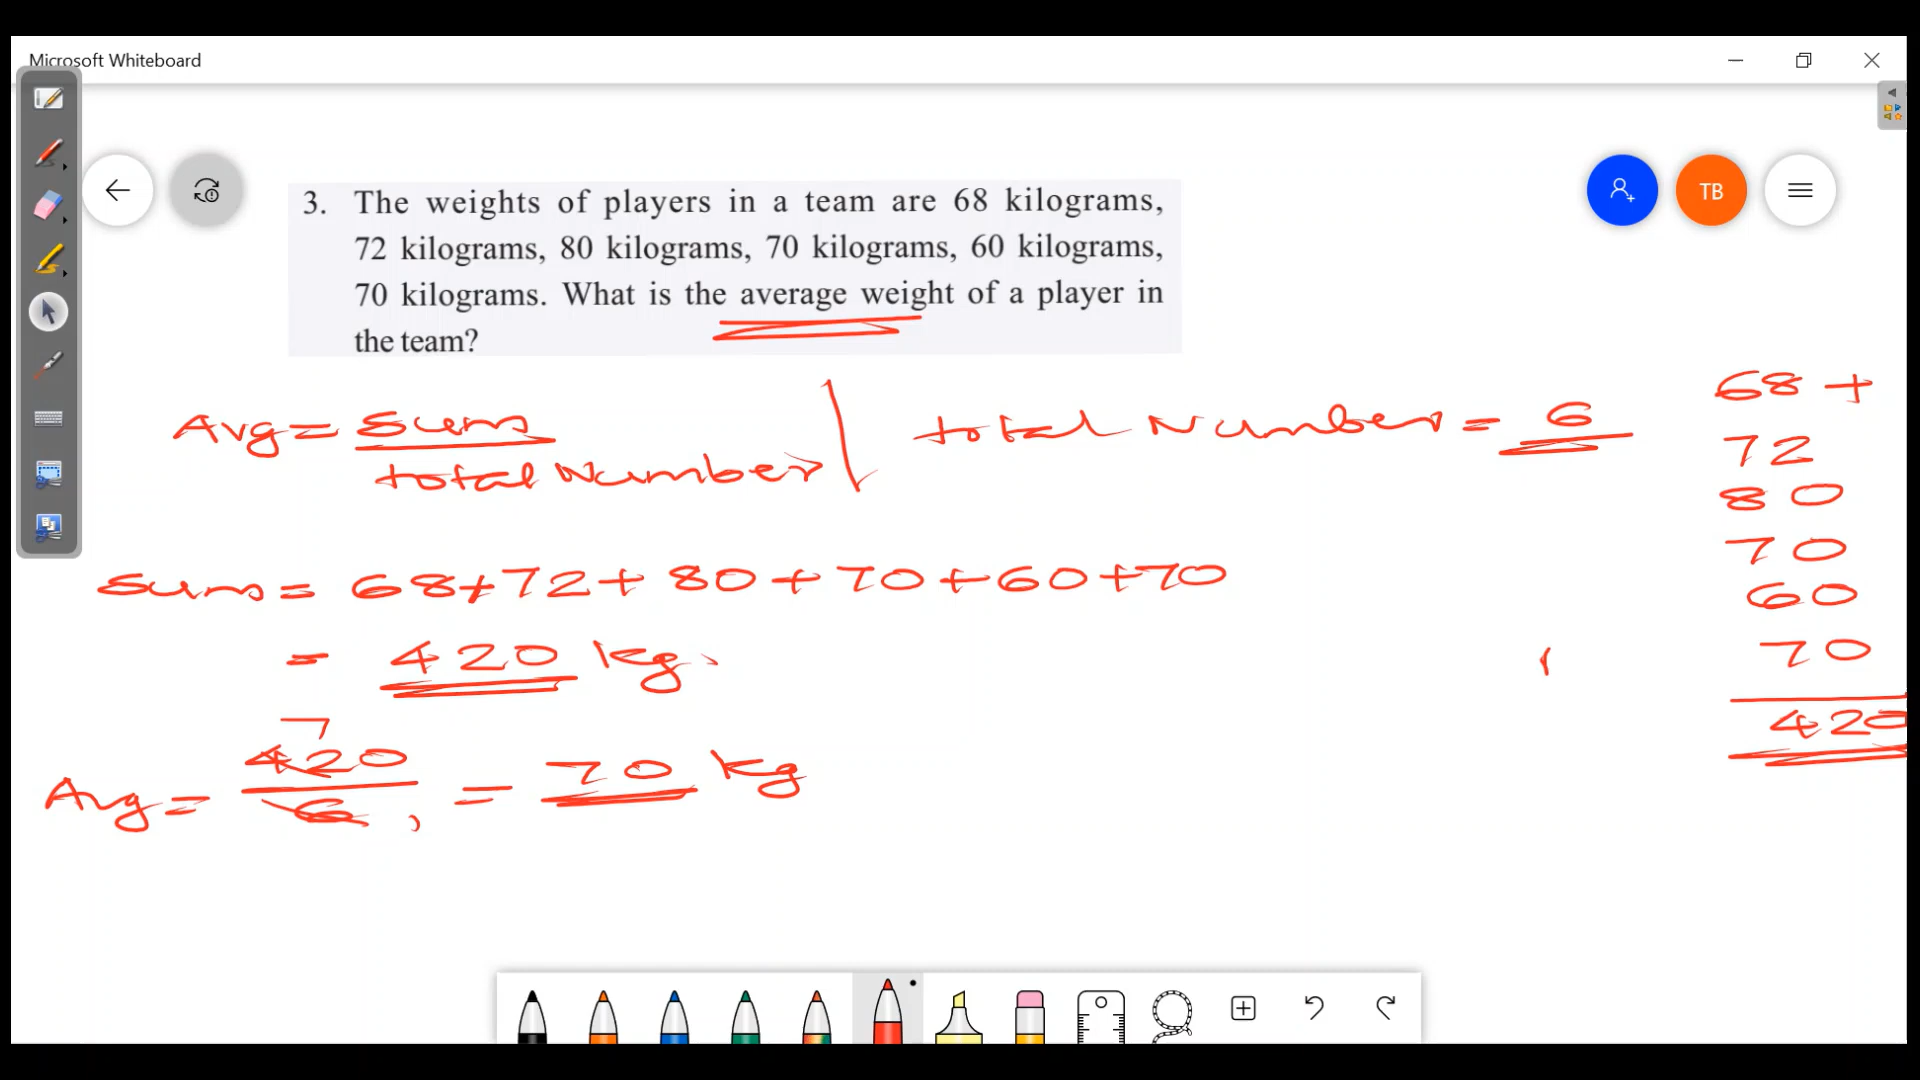 Microsoft Whiteboard
TB
3. The weights of players in a team are 68 kilograms,
72 kilograms, 80 kilograms, 70 kilograms, 60 kilograms,
70 kilograms. What is the average weight of a player in
the team?
Avg = Sum
total Number
total Number = 6
Sum = 68+72+80+70+60+70
= 420 kg.
7
Avg = 420
6
= 70 kg
68 +
72
80
70
60
70
420